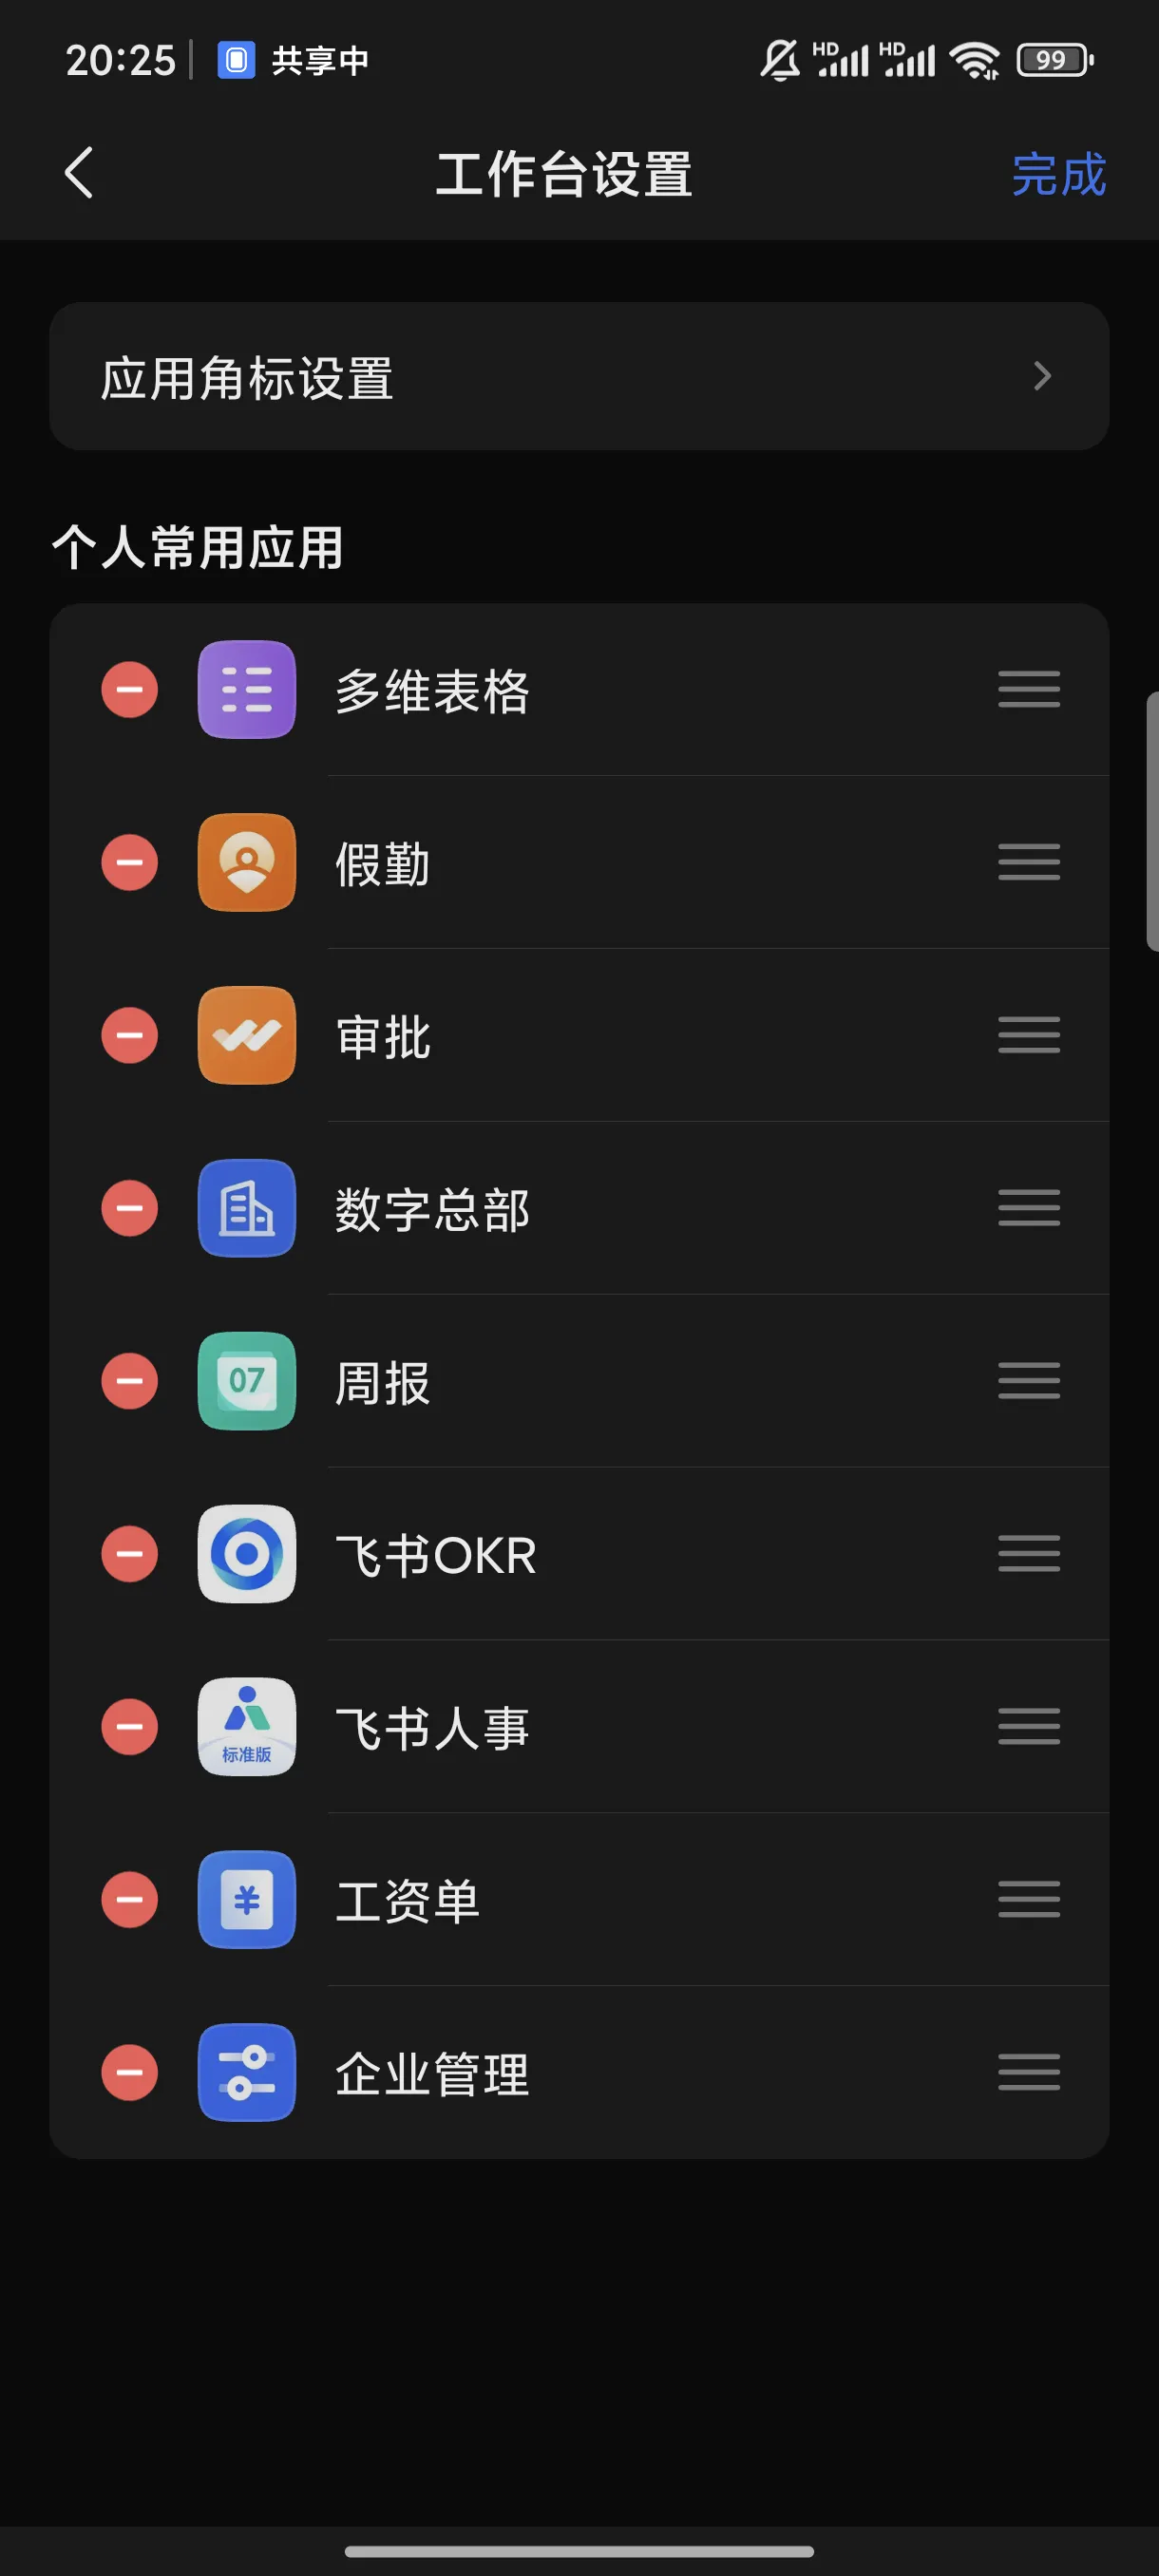 20:25 共享中 HD HD 99
工作台设置 完成
应用角标设置
个人常用应用
多维表格
假勤
审批
数字总部
07 周报
飞书OKR
标准版 飞书人事
¥ 工资单
企业管理